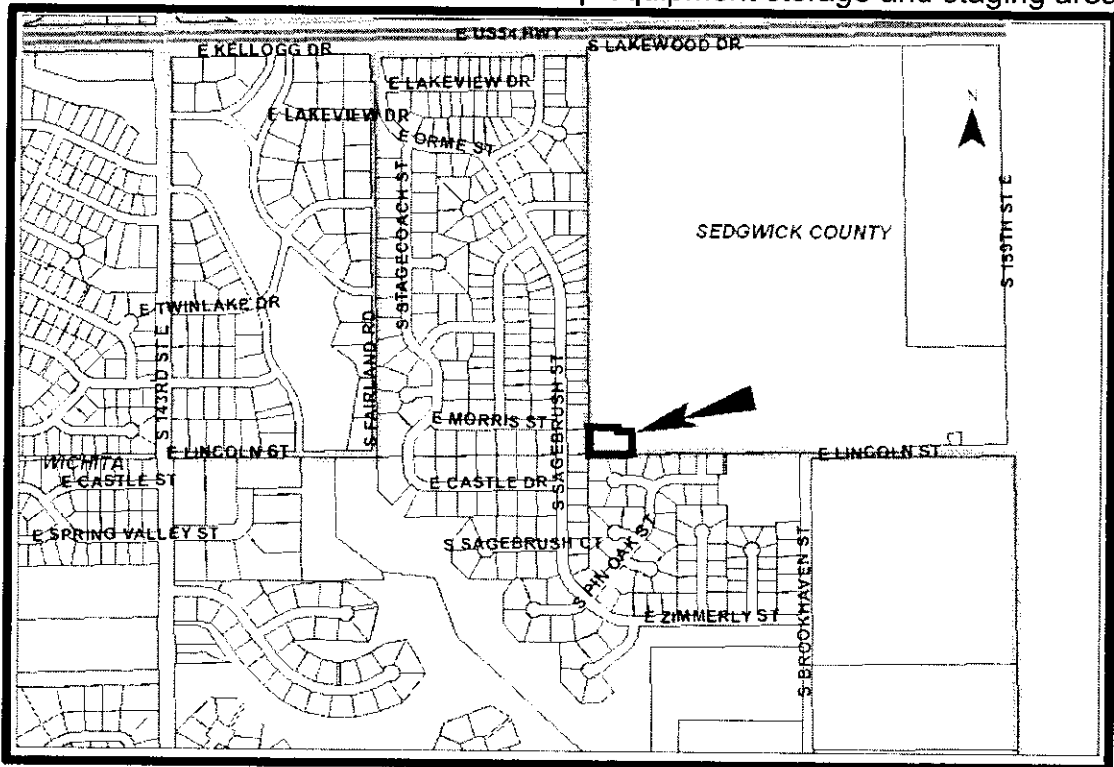 equipment storage and staging area
E US54 HWY
E KELLOGG DR
S LAKEWOOD DR
E LAKEVIEW DR
E LAKEVIEW DR
E ORME ST
N
S STAGECOACH ST
SEDGWICK COUNTY
S 159TH ST E
E TWINLAKE DR
S 143RD ST E
S FAIRLAND RD
S SAGEBRUSH ST
E MORRIS ST
E LINCOLN ST
E LINCOLN ST
WICHITA
E CASTLE ST
E CASTLE DR
E SPRING VALLEY ST
S SAGEBRUSH CT
S PIN OAK ST
E ZIMMERLY ST
S BROOKHAVEN ST